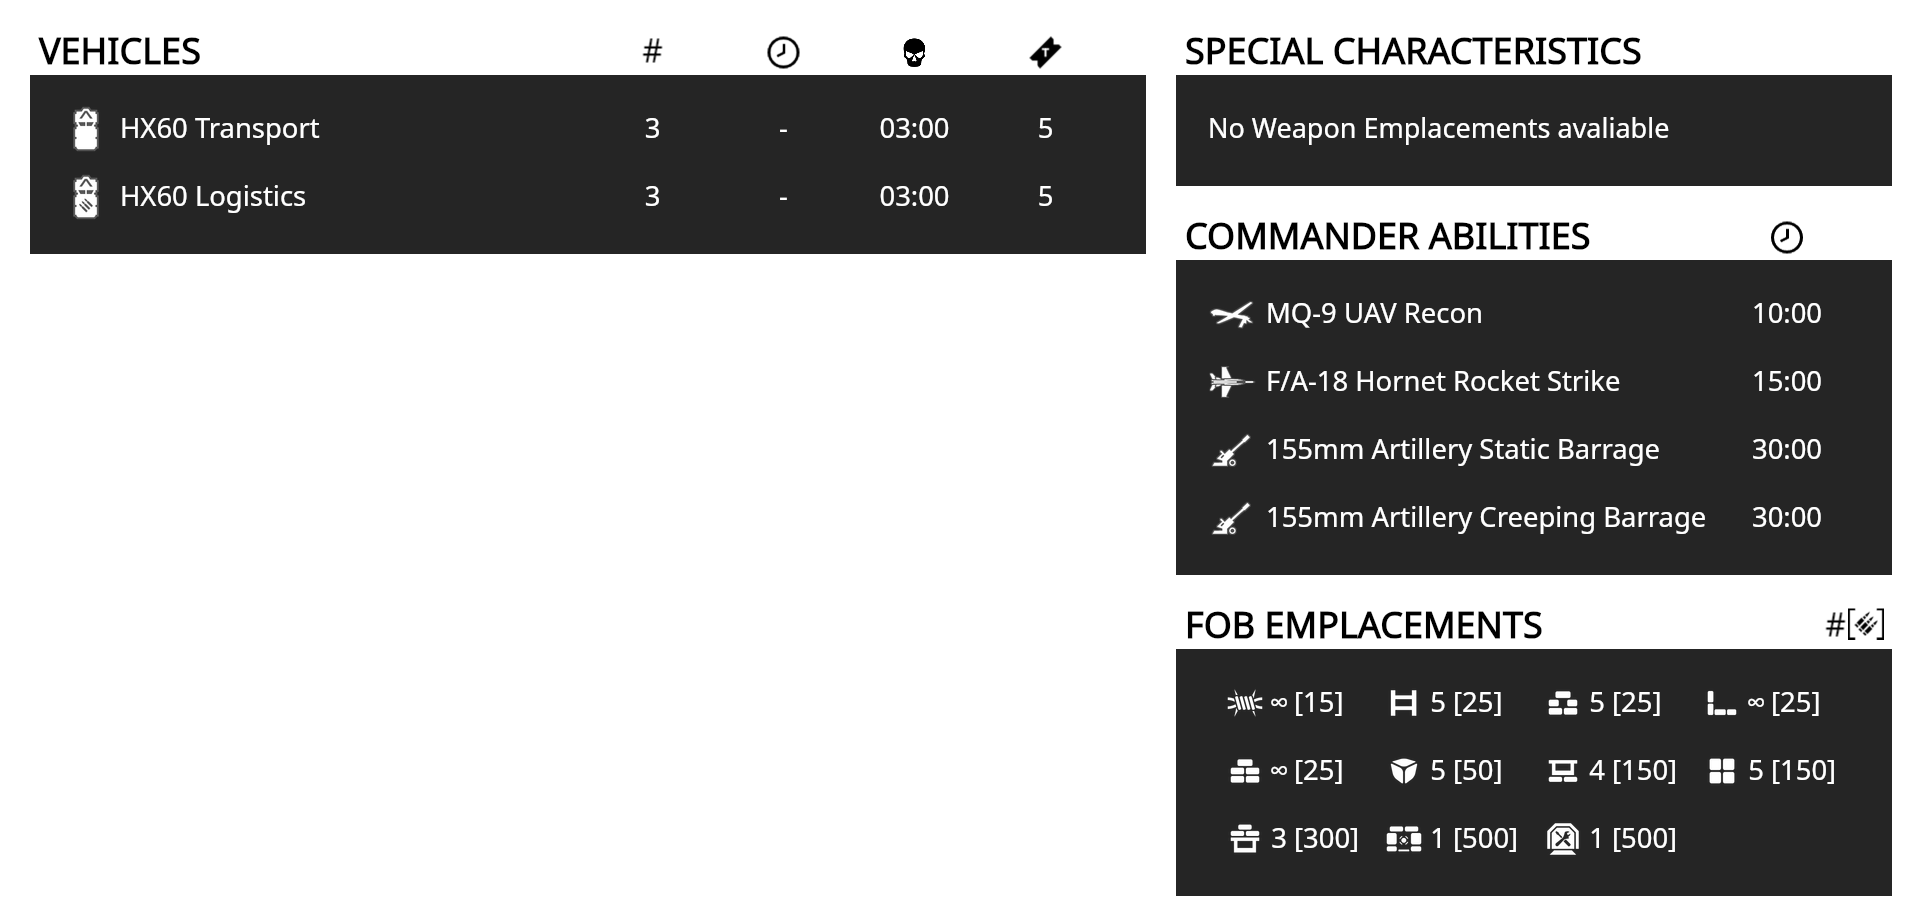 VEHICLES #
HX60 Transport 3 - 03:00 5
HX60 Logistics 3 - 03:00 5
SPECIAL CHARACTERISTICS
No Weapon Emplacements avaliable
COMMANDER ABILITIES
MQ-9 UAV Recon 10:00
F/A-18 Hornet Rocket Strike 15:00
155mm Artillery Static Barrage 30:00
155mm Artillery Creeping Barrage 30:00
FOB EMPLACEMENTS #[]
∞ [15] 5 [25] 5 [25] ∞ [25]
∞ [25] 5 [50] 4 [150] 5 [150]
3 [300] 1 [500] 1 [500]